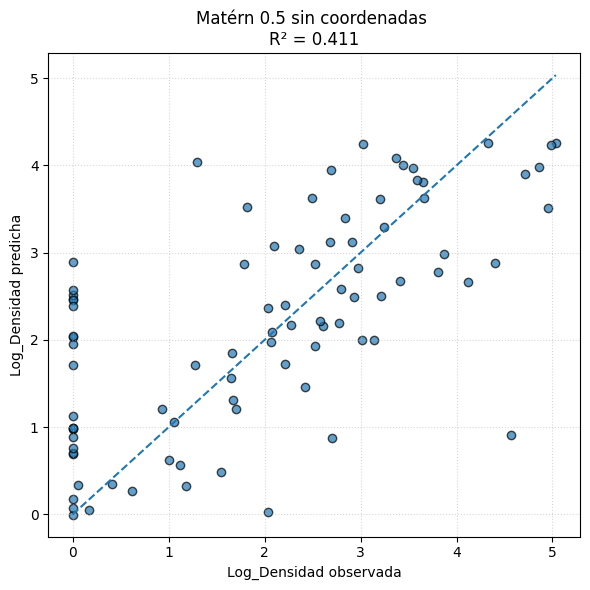 Matérn 0.5 sin coordenadas
R² = 0.411
Log_Densidad predicha
5
4
3
2
1
0
0 1 2 3 4 5
Log_Densidad observada